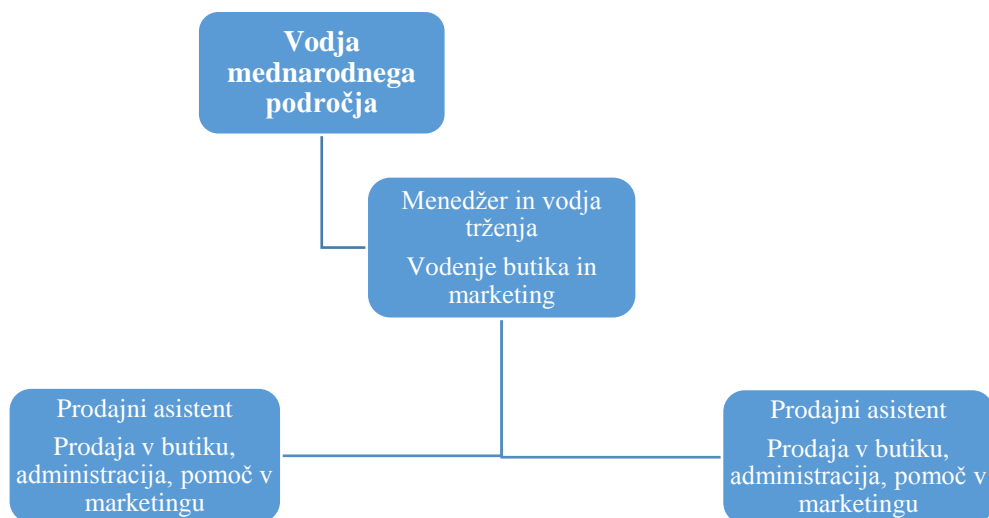 Vodja
mednarodnega
področja
Menedžer in vodja
trženja
Vodenje butika in
marketing
Prodajni asistent
Prodaja v butiku,
administracija, pomoč v
marketingu
Prodajni asistent
Prodaja v butiku,
administracija, pomoč v
marketingu